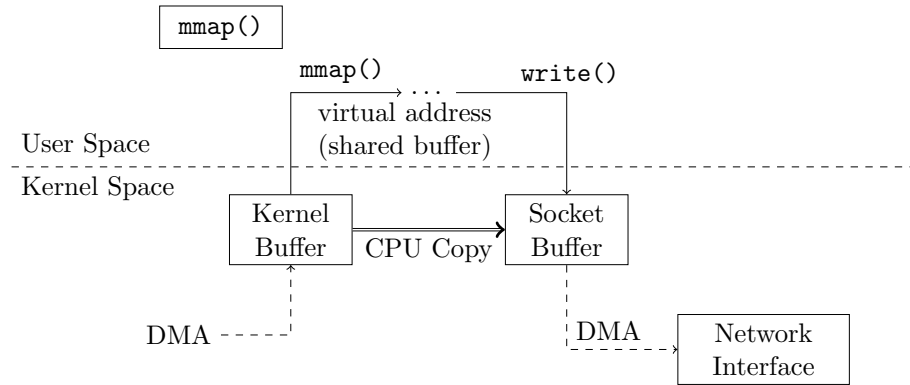 mmap()
mmap()
...
write()
virtual address
(shared buffer)
User Space
Kernel Space
Kernel
Buffer
Socket
Buffer
CPU Copy
DMA
DMA
Network
Interface